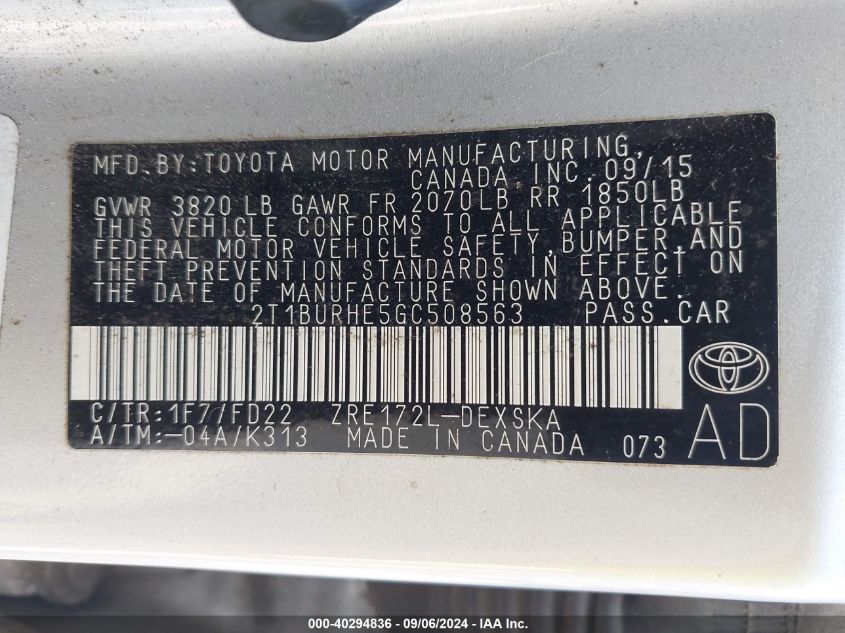 MFD.BY:TOYOTA MOTOR MANUFACTURING,
CANADA INC.09/15
GVWR 3820 LB GAWR FR 2070LB RR 1850LB
THIS VEHICLE CONFORMS TO ALL APPLICABLE
FEDERAL MOTOR VEHICLE SAFETY,BUMPER,AND
THEFT PREVENTION STANDARDS IN EFFECT ON
THE DATE OF MANUFACTURE SHOWN ABOVE.
2T1BURHE5GC508563 PASS.CAR
C/TR:1F77FD22 ZRE172L-DEXSKA
A/TM:-04A/K313 MADE IN CANADA 073 AD
000-40294836 - 09/06/2024 - IAA Inc.